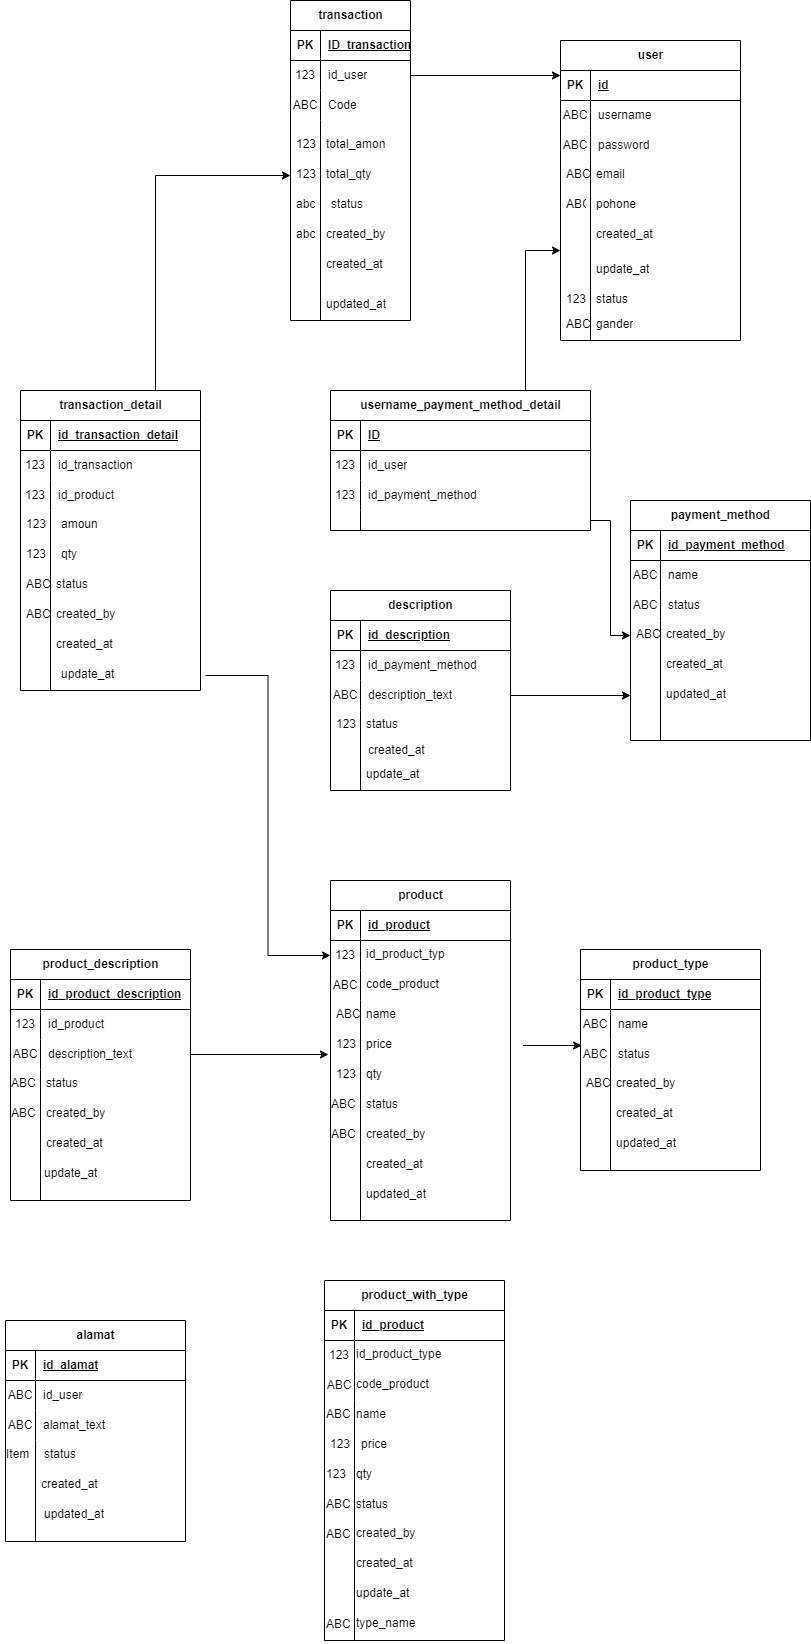 transaction
PK ID_transaction
123 id_user
ABC Code
123 total_amon
123 total_qty
abc status
abc created_by
created_at
updated_at
user
PK id
ABC username
ABC password
ABC email
ABC pohone
created_at
update_at
123 status
ABC gander
transaction_detail
PK id_transaction_detail
123 id_transaction
123 id_product
123 amoun
123 qty
ABC status
ABC created_by
created_at
update_at
username_payment_method_detail
PK ID
123 id_user
123 id_payment_method
payment_method
PK id_payment_method
ABC name
ABC status
ABC created_by
created_at
updated_at
description
PK id_description
123 id_payment_method
ABC description_text
123 status
created_at
update_at
product
PK id_product
123 id_product_typ
ABC code_product
ABC name
123 price
123 qty
ABC status
ABC created_by
created_at
updated_at
product_description
PK id_product_description
123 id_product
ABC description_text
ABC status
ABC created_by
created_at
update_at
product_type
PK id_product_type
ABC name
ABC status
ABC created_by
created_at
updated_at
alamat
PK id_alamat
ABC id_user
ABC alamat_text
Item status
created_at
updated_at
product_with_type
PK id_product
123 id_product_type
ABC code_product
ABC name
123 price
123 qty
ABC status
ABC created_by
created_at
update_at
ABC type_name